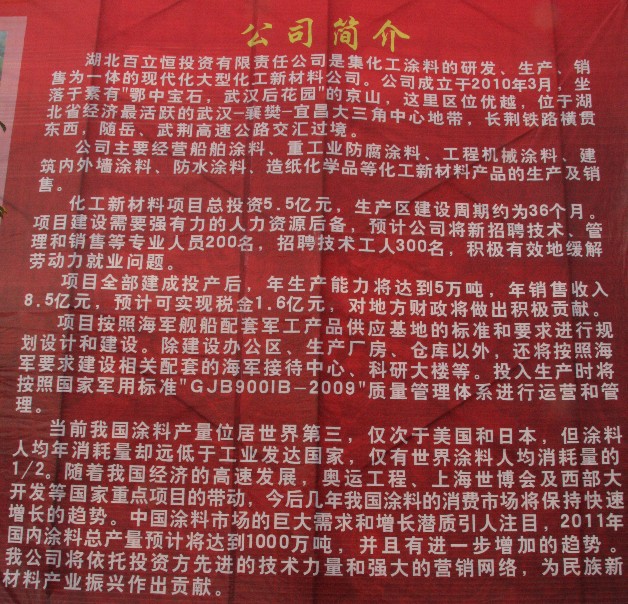 公司简介
湖北百立恒投资有限责任公司是集化工涂料的研发、生产、销
售为一体的现代化大型化工新材料公司。公司成立于2010年3月，坐
落于素有"鄂中宝石，武汉后花园"的京山，这里区位优越，位于湖
北省经济最活跃的武汉-襄樊-宜昌大三角中心地带，长荆铁路横贯
东西，随岳、武荆高速公路交汇过境。
公司主要经营船舶涂料、重工业防腐涂料、工程机械涂料、建
筑内外墙涂料、防水涂料、造纸化学品等化工新材料产品的生产及销
售。
化工新材料项目总投资5.5亿元，生产区建设周期约为36个月。
项目建设需要强有力的人力资源后备，预计公司将新招聘技术、管
理和销售等专业人员200名，招聘技术工人300名，积极有效地缓解
劳动力就业问题。
项目全部建成投产后，年生产能力将达到5万吨，年销售收入
8.5亿元，预计可实现税金1.6亿元，对地方财政将做出积极贡献。
项目按照海军舰船配套军工产品供应基地的标准和要求进行规
划设计和建设。除建设办公区、生产厂房、仓库以外，还将按照海
军要求建设相关配套的海军接待中心、科研大楼等。投入生产时将
按照国家军用标准"GJB900IB-2009"质量管理体系进行运营和管
理。
当前我国涂料产量位居世界第三，仅次于美国和日本，但涂料
人均年消耗量却远低于工业发达国家，仅有世界涂料人均消耗量的
1/2。随着我国经济的高速发展，奥运工程、上海世博会及西部大
开发等国家重点项目的带动，今后几年我国涂料的消费市场将保持快速
增长的趋势。中国涂料市场的巨大需求和增长潜质引人注目，2011年
国内涂料总产量预计将达到1000万吨，并且有进一步增加的趋势。
我公司将依托投资方先进的技术力量和强大的营销网络，为民族新
材料产业振兴作出贡献。